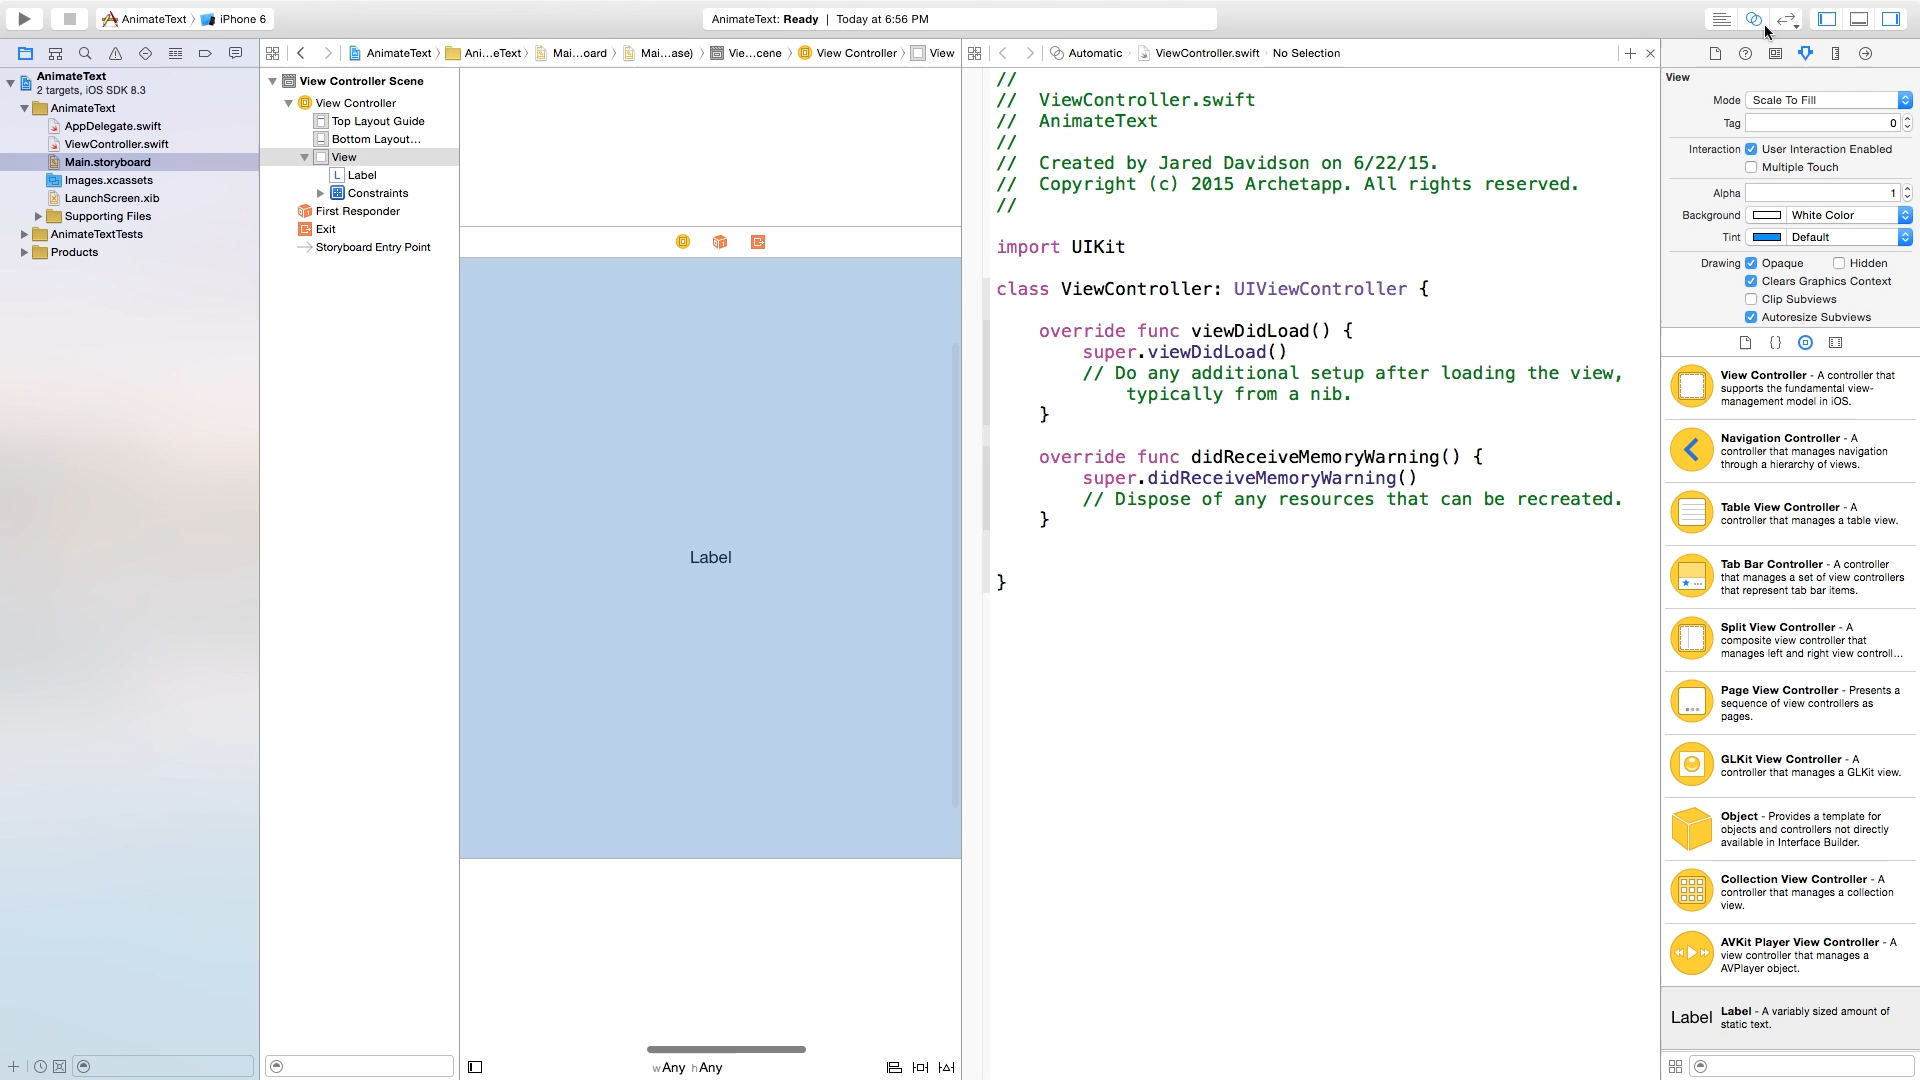 AnimateText iPhone 6
AnimateText: Ready | Today at 6:56 PM
AnimateText Ani...eText Mai...oard Mai...ase) Vie...cene View Controller View
Automatic ViewController.swift No Selection
AnimateText
2 targets, iOS SDK 8.3
AnimateText
AppDelegate.swift
ViewController.swift
Main.storyboard
Images.xcassets
LaunchScreen.xib
Supporting Files
AnimateTextTests
Products
View Controller Scene
View Controller
Top Layout Guide
Bottom Layout...
View
L Label
Constraints
First Responder
Exit
Storyboard Entry Point
Label
wAny hAny
//
// ViewController.swift
// AnimateText
//
// Created by Jared Davidson on 6/22/15.
// Copyright (c) 2015 Archetapp. All rights reserved.
//
import UIKit
class ViewController: UIViewController {
override func viewDidLoad() {
super.viewDidLoad()
// Do any additional setup after loading the view,
typically from a nib.
}
override func didReceiveMemoryWarning() {
super.didReceiveMemoryWarning()
// Dispose of any resources that can be recreated.
}
}
View
Mode Scale To Fill
Tag 0
Interaction User Interaction Enabled
Multiple Touch
Alpha 1
Background White Color
Tint Default
Drawing Opaque Hidden
Clears Graphics Context
Clip Subviews
Autoresize Subviews
{}
View Controller - A controller that
supports the fundamental view-
management model in iOS.
Navigation Controller - A
controller that manages navigation
through a hierarchy of views.
Table View Controller - A
controller that manages a table view.
Tab Bar Controller - A controller
that manages a set of view controllers
that represent tab bar items.
Split View Controller - A
composite view controller that
manages left and right view controll...
Page View Controller - Presents a
sequence of view controllers as
pages.
GLKit View Controller - A
controller that manages a GLKit view.
Object - Provides a template for
objects and controllers not directly
available in Interface Builder.
Collection View Controller - A
controller that manages a collection
view.
AVKit Player View Controller - A
view controller that manages a
AVPlayer object.
Label
Label - A variably sized amount of
static text.